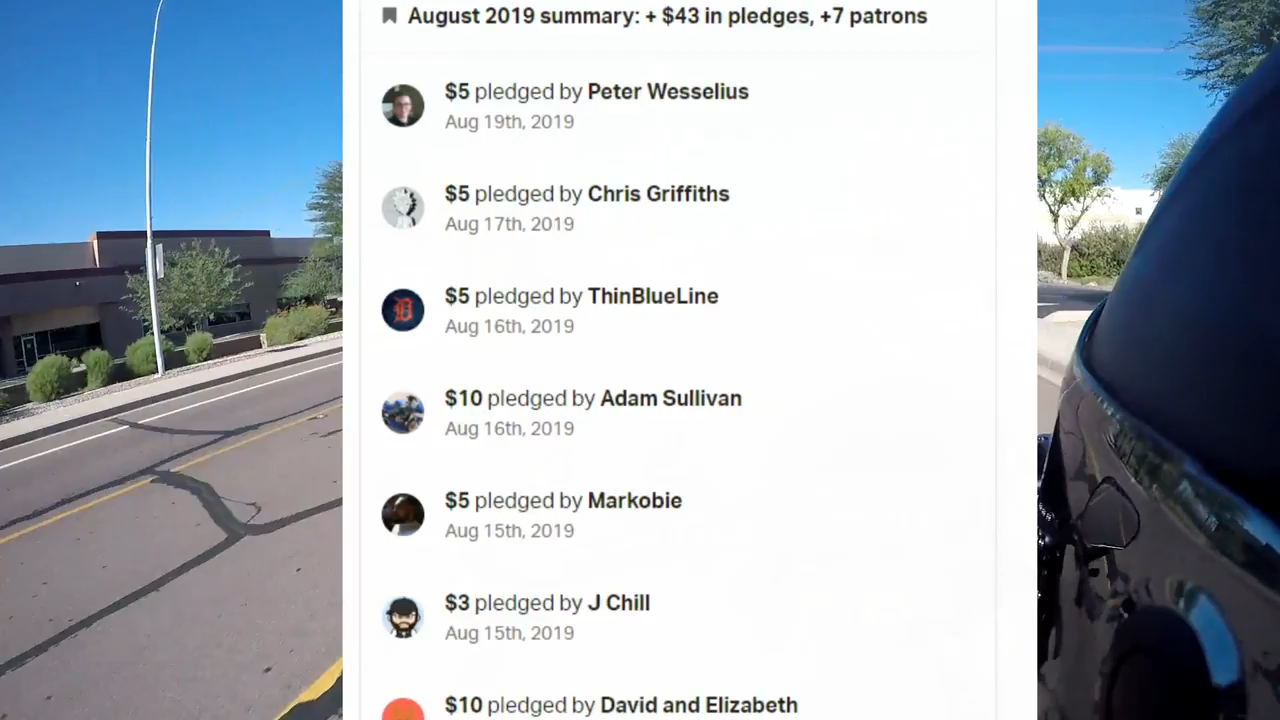 August 2019 summary: + $43 in pledges, +7 patrons
$5 pledged by Peter Wesselius
Aug 19th, 2019
$5 pledged by Chris Griffiths
Aug 17th, 2019
$5 pledged by ThinBlueLine
Aug 16th, 2019
$10 pledged by Adam Sullivan
Aug 16th, 2019
$5 pledged by Markobie
Aug 15th, 2019
$3 pledged by J Chill
Aug 15th, 2019
$10 pledged by David and Elizabeth